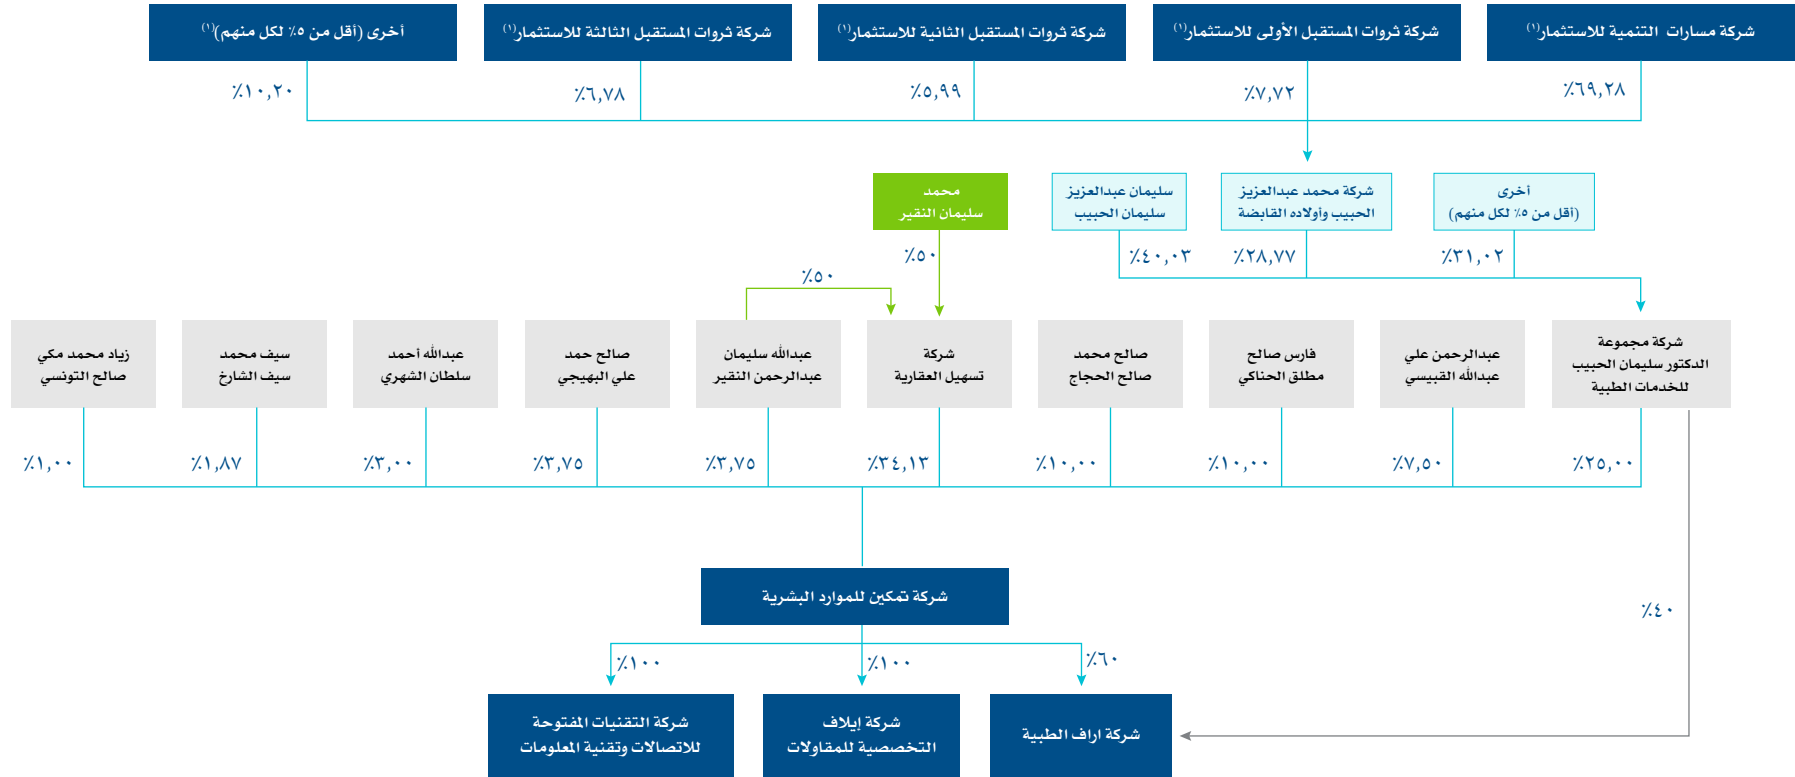 شركة مسارات التنمية للاستثمار(١)
شركة ثروات المستقبل الأولى للاستثمار(١)
شركة ثروات المستقبل الثانية للاستثمار(١)
شركة ثروات المستقبل الثالثة للاستثمار(١)
أخرى (أقل من ٥٪ لكل منهم)(١)
٪٦٩,٢٨
٪٧,٧٢
٪٥,٩٩
٪٦,٧٨
٪١٠,٢٠
أخرى
(أقل من ٥٪ لكل منهم)
شركة محمد عبدالعزيز
الحبيب وأولاده القابضة
سليمان عبدالعزيز
سليمان الحبيب
محمد
سليمان النقير
٪٣١,٠٢
٪٢٨,٧٧
٪٤٠,٠٣
٪٥٠
٪٥٠
شركة مجموعة
الدكتور سليمان الحبيب
للخدمات الطبية
عبدالرحمن علي
عبدالله القبيسي
فارس صالح
مطلق الحناكي
صالح محمد
صالح الحجاج
شركة
تسهيل العقارية
عبدالله سليمان
عبدالرحمن النقير
صالح حمد
علي البهيجي
عبدالله أحمد
سلطان الشهري
سيف محمد
سيف الشارخ
زياد محمد مكي
صالح التونسي
٪٢٥,٠٠
٪٧,٥٠
٪١٠,٠٠
٪١٠,٠٠
٪٣٤,١٣
٪٣,٧٥
٪٣,٧٥
٪٣,٠٠
٪١,٨٧
٪١,٠٠
شركة تمكين للموارد البشرية
٪٤٠
٪٦٠
٪١٠٠
٪١٠٠
شركة اراف الطبية
شركة إيلاف
التخصصية للمقاولات
شركة التقنيات المفتوحة
للاتصالات وتقنية المعلومات